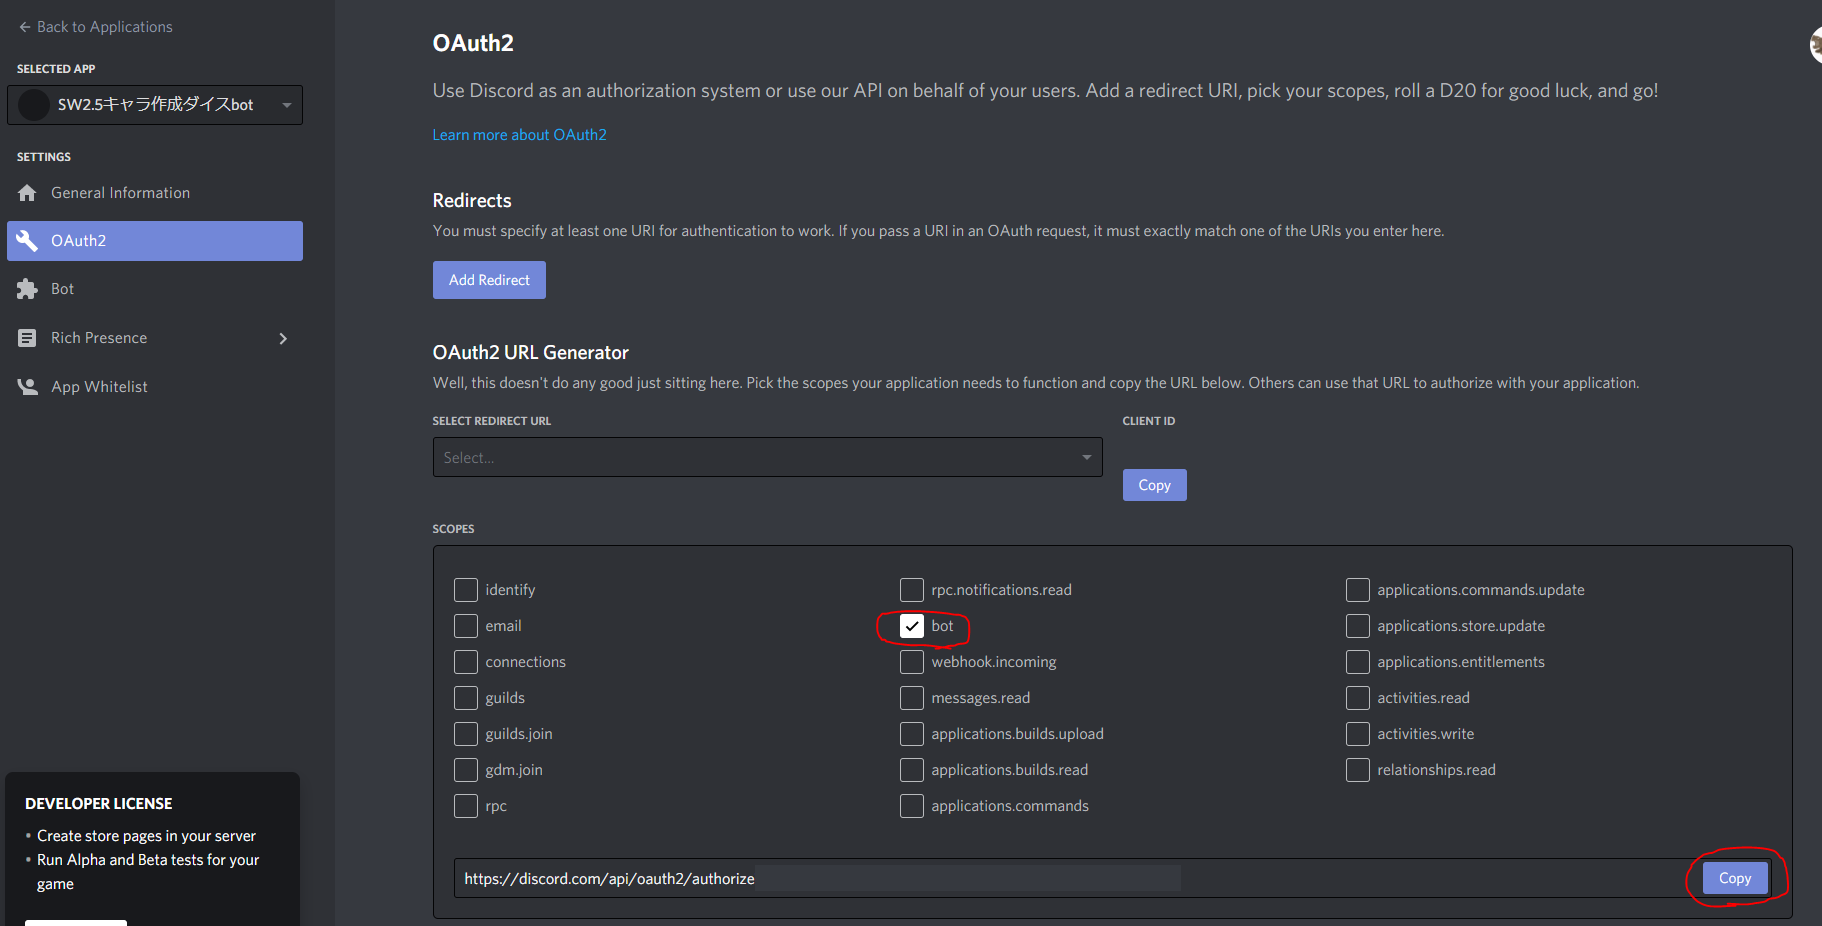 Back to Applications
SELECTED APP
SW2.5キャラ作成ダイスbot
SETTINGS
General Information
OAuth2
Bot
Rich Presence
App Whitelist
DEVELOPER LICENSE
• Create store pages in your server
• Run Alpha and Beta tests for your
game
OAuth2
Use Discord as an authorization system or use our API on behalf of your users. Add a redirect URI, pick your scopes, roll a D20 for good luck, and go!
Learn more about OAuth2
Redirects
You must specify at least one URI for authentication to work. If you pass a URI in an OAuth request, it must exactly match one of the URIs you enter here.
Add Redirect
OAuth2 URL Generator
Well, this doesn't do any good just sitting here. Pick the scopes your application needs to function and copy the URL below. Others can use that URL to authorize with your application.
SELECT REDIRECT URL
Select...
CLIENT ID
Copy
SCOPES
identify
email
connections
guilds
guilds.join
gdm.join
rpc
rpc.notifications.read
bot
webhook.incoming
messages.read
applications.builds.upload
applications.builds.read
applications.commands
applications.commands.update
applications.store.update
applications.entitlements
activities.read
activities.write
relationships.read
https://discord.com/api/oauth2/authorize
Copy